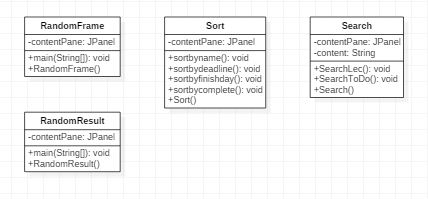 RandomFrame
-contentPane: JPanel
+main(String[]): void
+RandomFrame()
Sort
-contentPane: JPanel
+sortbyname(): void
+sortbydeadline(): void
+sortbyfinishday(): void
+sortbycomplete(): void
+Sort()
Search
-contentPane: JPanel
-content: String
+SearchLec(): void
+SearchToDo(): void
+Search()
RandomResult
-contentPane: JPanel
+main(String[]): void
+RandomResult()